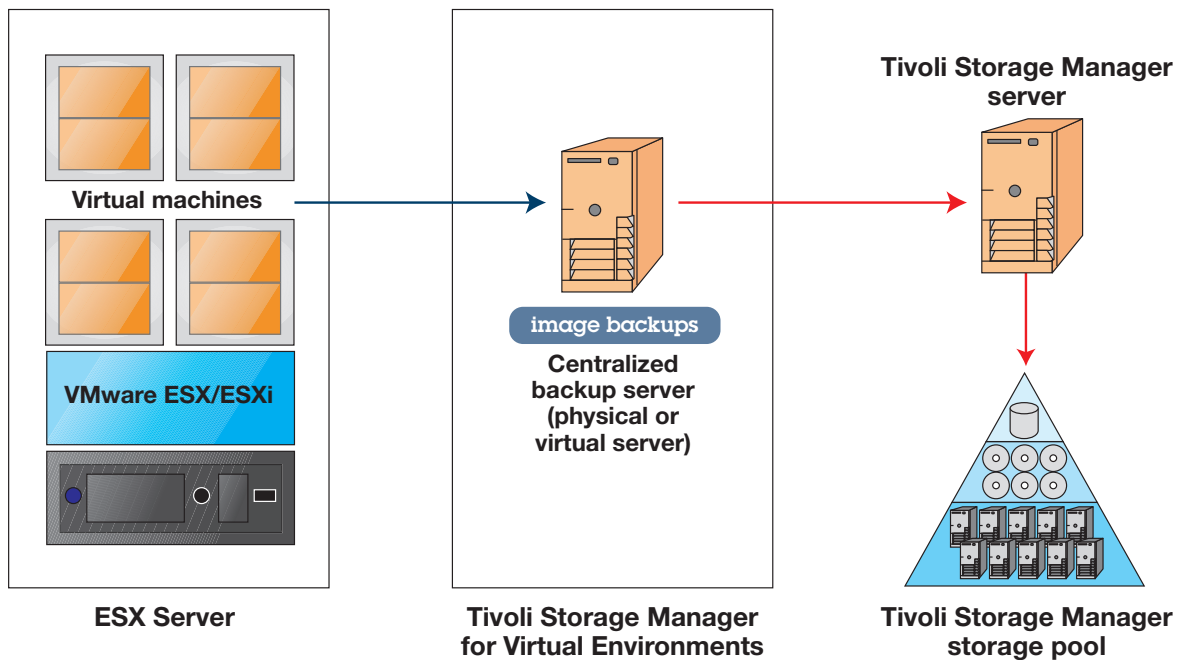 Virtual machines
VMware ESX/ESXi
ESX Server
image backups
Centralized
backup server
(physical or
virtual server)
Tivoli Storage Manager
for Virtual Environments
Tivoli Storage Manager
server
Tivoli Storage Manager
storage pool